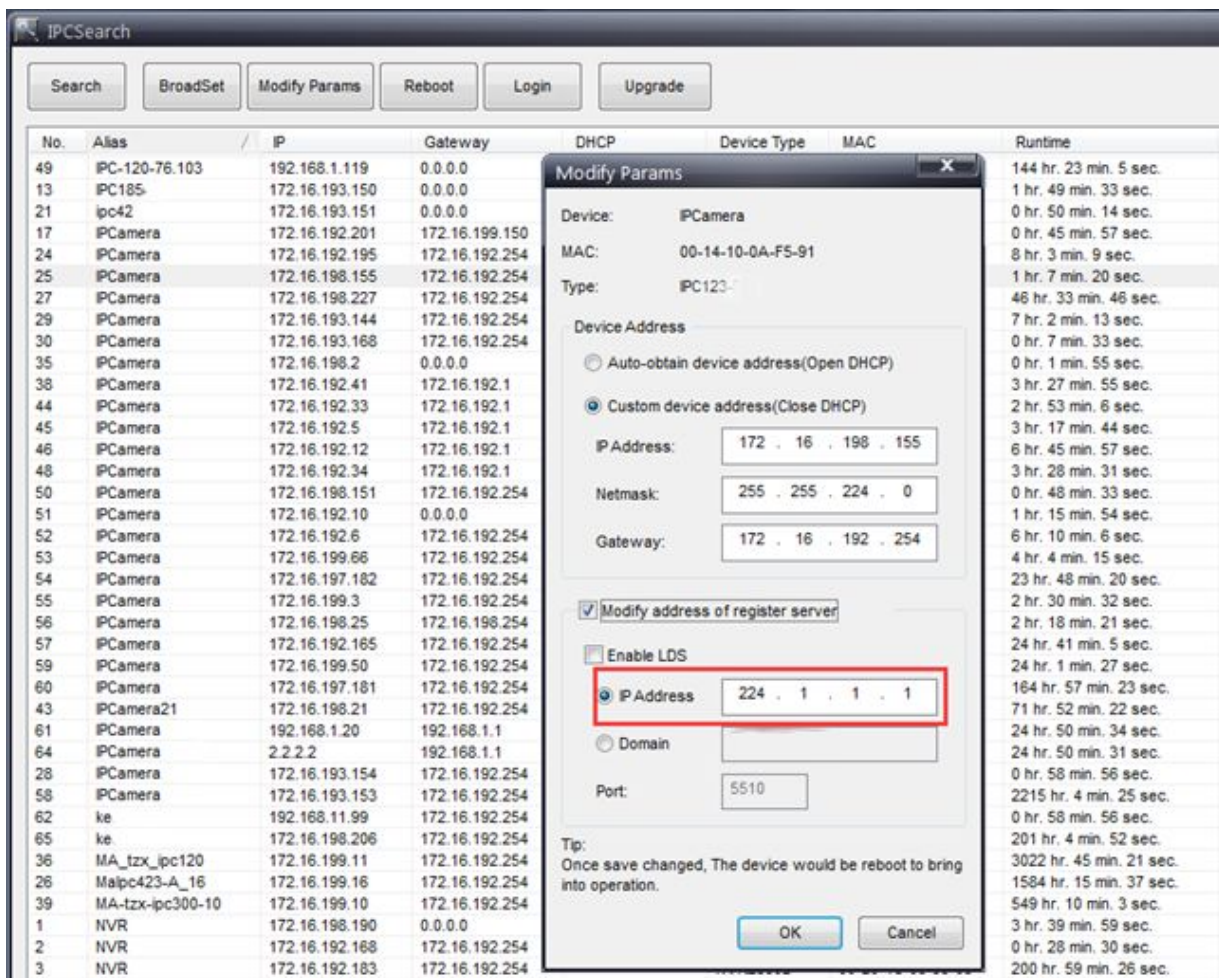 IPCSearch
Search BroadSet Modify Params Reboot Login Upgrade
No. Alias / IP Gateway DHCP Device Type MAC Runtime
49 IPC-120-76.103 192.168.1.119 0.0.0.0 144 hr. 23 min. 5 sec.
13 IPC185- 172.16.193.150 0.0.0.0 1 hr. 49 min. 33 sec.
21 ipc42 172.16.193.151 0.0.0.0 0 hr. 50 min. 14 sec.
17 IPCamera 172.16.192.201 172.16.199.150 0 hr. 45 min. 57 sec.
24 IPCamera 172.16.192.195 172.16.192.254 8 hr. 3 min. 9 sec.
25 IPCamera 172.16.198.155 172.16.192.254 1 hr. 7 min. 20 sec.
27 IPCamera 172.16.198.227 172.16.192.254 46 hr. 33 min. 46 sec.
29 IPCamera 172.16.193.144 172.16.192.254 7 hr. 2 min. 13 sec.
30 IPCamera 172.16.193.168 172.16.192.254 0 hr. 7 min. 33 sec.
35 IPCamera 172.16.198.2 0.0.0.0 0 hr. 1 min. 55 sec.
38 IPCamera 172.16.192.41 172.16.192.1 3 hr. 27 min. 55 sec.
44 IPCamera 172.16.192.33 172.16.192.1 2 hr. 53 min. 6 sec.
45 IPCamera 172.16.192.5 172.16.192.1 3 hr. 17 min. 44 sec.
46 IPCamera 172.16.192.12 172.16.192.1 6 hr. 45 min. 57 sec.
48 IPCamera 172.16.192.34 172.16.192.1 3 hr. 28 min. 31 sec.
50 IPCamera 172.16.198.151 172.16.192.254 0 hr. 48 min. 33 sec.
51 IPCamera 172.16.192.10 0.0.0.0 1 hr. 15 min. 54 sec.
52 IPCamera 172.16.192.6 172.16.192.254 6 hr. 10 min. 6 sec.
53 IPCamera 172.16.199.66 172.16.192.254 4 hr. 4 min. 15 sec.
54 IPCamera 172.16.197.182 172.16.192.254 23 hr. 48 min. 20 sec.
55 IPCamera 172.16.199.3 172.16.192.254 2 hr. 30 min. 32 sec.
56 IPCamera 172.16.198.25 172.16.198.254 2 hr. 18 min. 21 sec.
57 IPCamera 172.16.192.165 172.16.192.254 24 hr. 41 min. 5 sec.
59 IPCamera 172.16.199.50 172.16.192.254 24 hr. 1 min. 27 sec.
60 IPCamera 172.16.197.181 172.16.192.254 164 hr. 57 min. 23 sec.
43 IPCamera21 172.16.198.21 172.16.192.254 71 hr. 52 min. 22 sec.
61 IPCamera 192.168.1.20 192.168.1.1 24 hr. 50 min. 34 sec.
64 IPCamera 2.2.2.2 192.168.1.1 24 hr. 50 min. 31 sec.
28 IPCamera 172.16.193.154 172.16.192.254 0 hr. 58 min. 56 sec.
58 IPCamera 172.16.193.153 172.16.192.254 2215 hr. 4 min. 25 sec.
62 ke. 192.168.11.99 172.16.192.254 0 hr. 58 min. 56 sec.
65 ke. 172.16.198.206 172.16.192.254 201 hr. 4 min. 52 sec.
36 MA_tzx_ipc120 172.16.199.11 172.16.192.254 3022 hr. 45 min. 21 sec.
26 MaIpc423-A_16 172.16.199.16 172.16.192.254 1584 hr. 15 min. 37 sec.
39 MA-tzx-ipc300-10 172.16.199.10 172.16.192.254 549 hr. 10 min. 3 sec.
1 NVR 172.16.198.190 0.0.0.0 3 hr. 39 min. 59 sec.
2 NVR 172.16.192.168 172.16.192.254 0 hr. 28 min. 30 sec.
3 NVR 172.16.192.183 172.16.192.254 200 hr. 59 min. 26 sec.
Modify Params X
Device: IPCamera
MAC: 00-14-10-0A-F5-91
Type: IPC123-
Device Address
Auto-obtain device address(Open DHCP)
Custom device address(Close DHCP)
IP Address: 172 . 16 . 198 . 155
Netmask: 255 . 255 . 224 . 0
Gateway: 172 . 16 . 192 . 254
Modify address of register server
Enable LDS
IP Address 224 . 1 . 1 . 1
Domain
Port: 5510
Tip:
Once save changed, The device would be reboot to bring
into operation.
OK Cancel